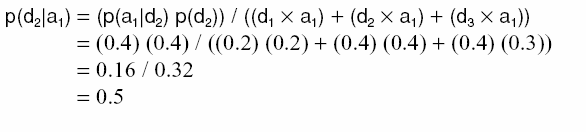 p(d₂|a₁) = (p(a₁|d₂) p(d₂)) / ((d₁ × a₁) + (d₂ × a₁) + (d₃ × a₁))
= (0.4) (0.4) / ((0.2) (0.2) + (0.4) (0.4) + (0.4) (0.3))
= 0.16 / 0.32
= 0.5